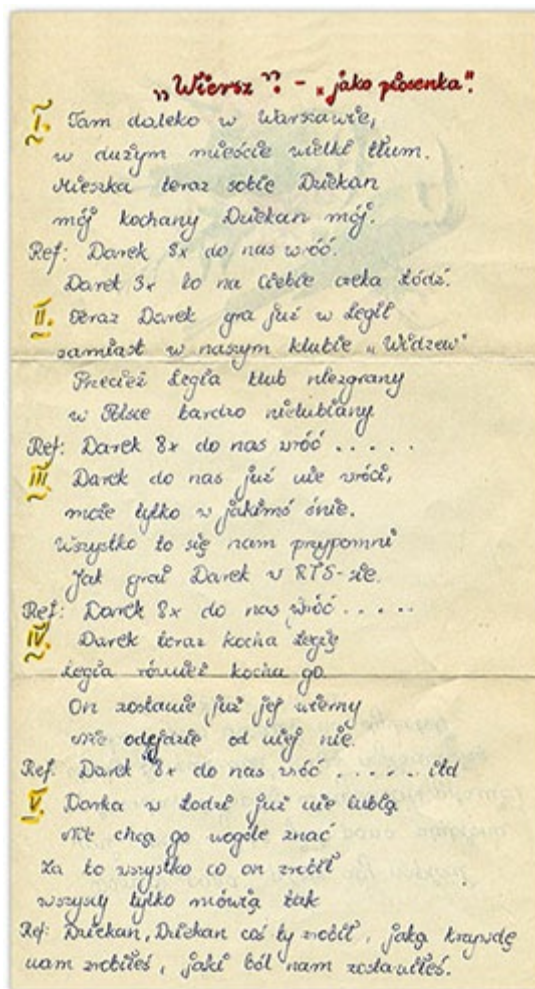 „Wiersz”. - „jako piosenka”.
I. Tam daleko w Warszawie,
w dużym mieście wielki tłum.
Mieszka teraz sobie Dziekan
mój kochany Dziekan mój.
Ref: Darek 8x do nas wróć.
Darek 3x bo na Ciebie czeka Łódź.
II. Teraz Darek gra już w Legii
zamiast w naszym klubie „Widzew”
Przecież Legia klub niezgrany
w Polsce bardzo nielubiany
Ref: Darek 8x do nas wróć . . . . .
III. Darek do nas już nie wróci,
może tylko w jakimś śnie.
Wszystko to się nam przypomni
Jak grał Darek w RTS-ie.
Ref: Darek 8x do nas wróć . . . . .
IV. Darek teraz kocha Legię
Legia również kocha go.
On zostanie już jej wierny
nie odejdzie od niej nie.
Ref. Darek 8x do nas wróć . . . . . . itd
V. Darka w Łodzi już nie lubią
nie chcą go wogóle znać
Za to wszystko co on zrobił
wszyscy tylko mówią tak
Ref: Dziekan, Dziekan coś ty zrobił, jaką krzywdę
nam zrobiłeś, jaki ból nam zostawiłeś.